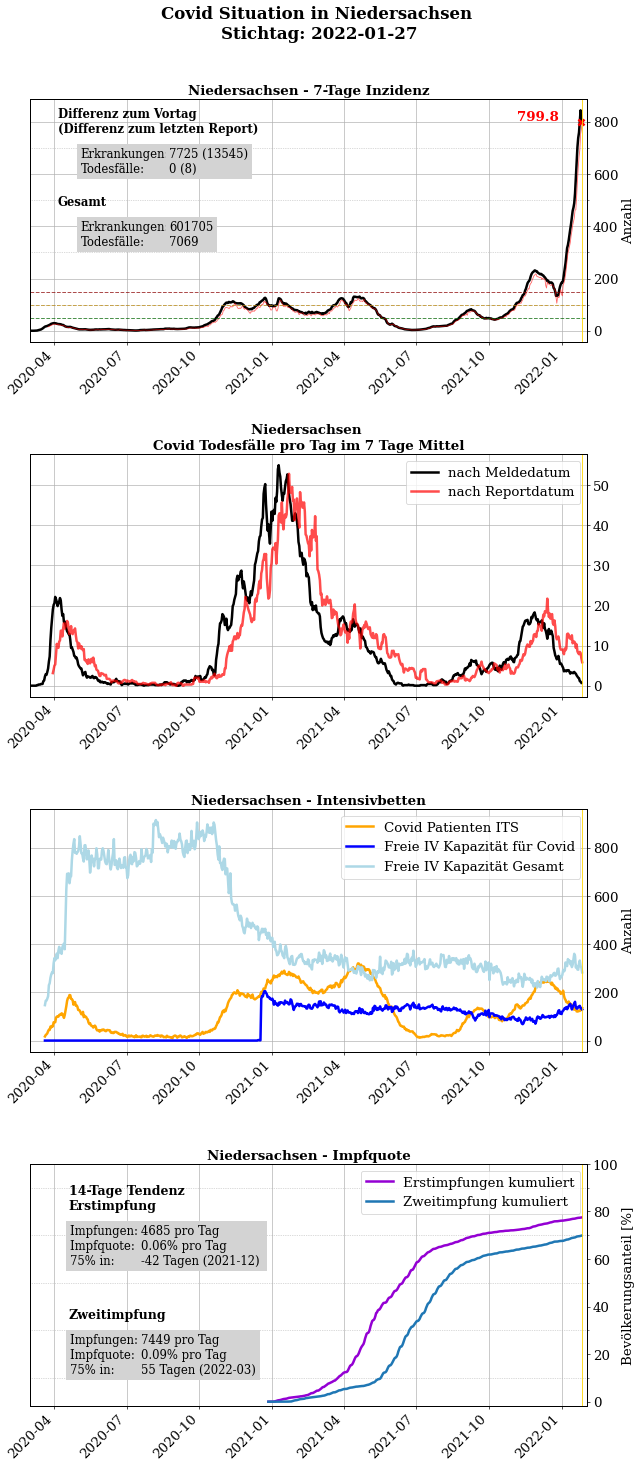 Covid Situation in Niedersachsen
Stichtag: 2022-01-27
Niedersachsen - 7-Tage Inzidenz
Differenz zum Vortag
(Differenz zum letzten Report)
Erkrankungen 7725 (13545)
Todesfälle: 0 (8)
Gesamt
Erkrankungen 601705
Todesfälle: 7069
799.8
800
600
400
200
0
Anzahl
2020-04
2020-07
2020-10
2021-01
2021-04
2021-07
2021-10
2022-01
Niedersachsen
Covid Todesfälle pro Tag im 7 Tage Mittel
nach Meldedatum
nach Reportdatum
50
40
30
20
10
0
2020-04
2020-07
2020-10
2021-01
2021-04
2021-07
2021-10
2022-01
Niedersachsen - Intensivbetten
Covid Patienten ITS
Freie IV Kapazität für Covid
Freie IV Kapazität Gesamt
800
600
400
200
0
Anzahl
2020-04
2020-07
2020-10
2021-01
2021-04
2021-07
2021-10
2022-01
Niedersachsen - Impfquote
14-Tage Tendenz
Erstimpfung
Impfungen: 4685 pro Tag
Impfquote: 0.06% pro Tag
75% in: -42 Tagen (2021-12)
Zweitimpfung
Impfungen: 7449 pro Tag
Impfquote: 0.09% pro Tag
75% in: 55 Tagen (2022-03)
Erstimpfungen kumuliert
Zweitimpfung kumuliert
100
80
60
40
20
0
Bevölkerungsanteil [%]
2020-04
2020-07
2020-10
2021-01
2021-04
2021-07
2021-10
2022-01